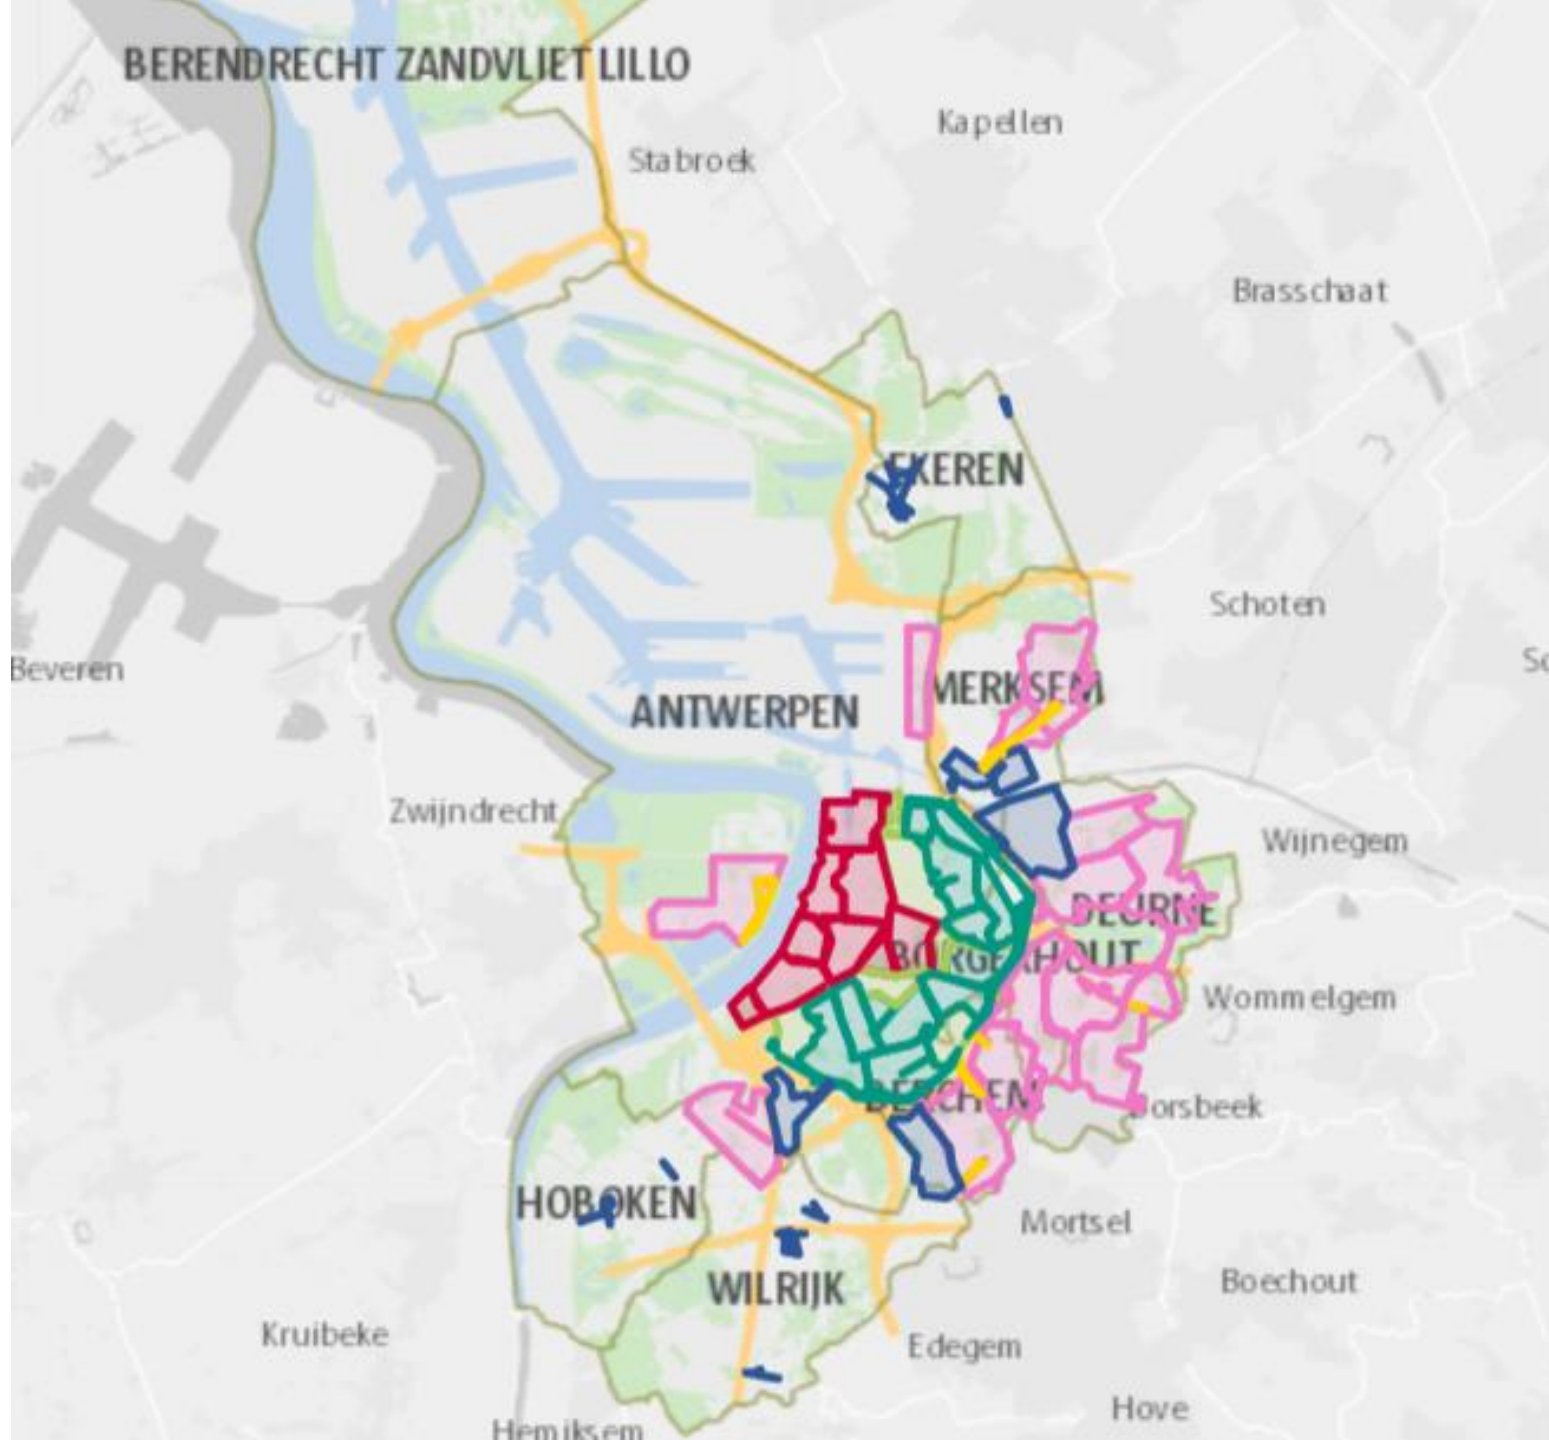 BERENDRECHT ZANDVLIET LILLO
Kapellen
Stabroek
Brasschaat
EKEREN
Schoten
Beveren
MERKSEM
ANTWERPEN
Zwijndrecht
Wijnegem
DEURNE
BORGERHOUT
Wommelgem
BERCHEM
Borsbeek
HOBOKEN
Mortsel
WILRIJK
Boechout
Kruibeke
Edegem
Hove
Hemiksem